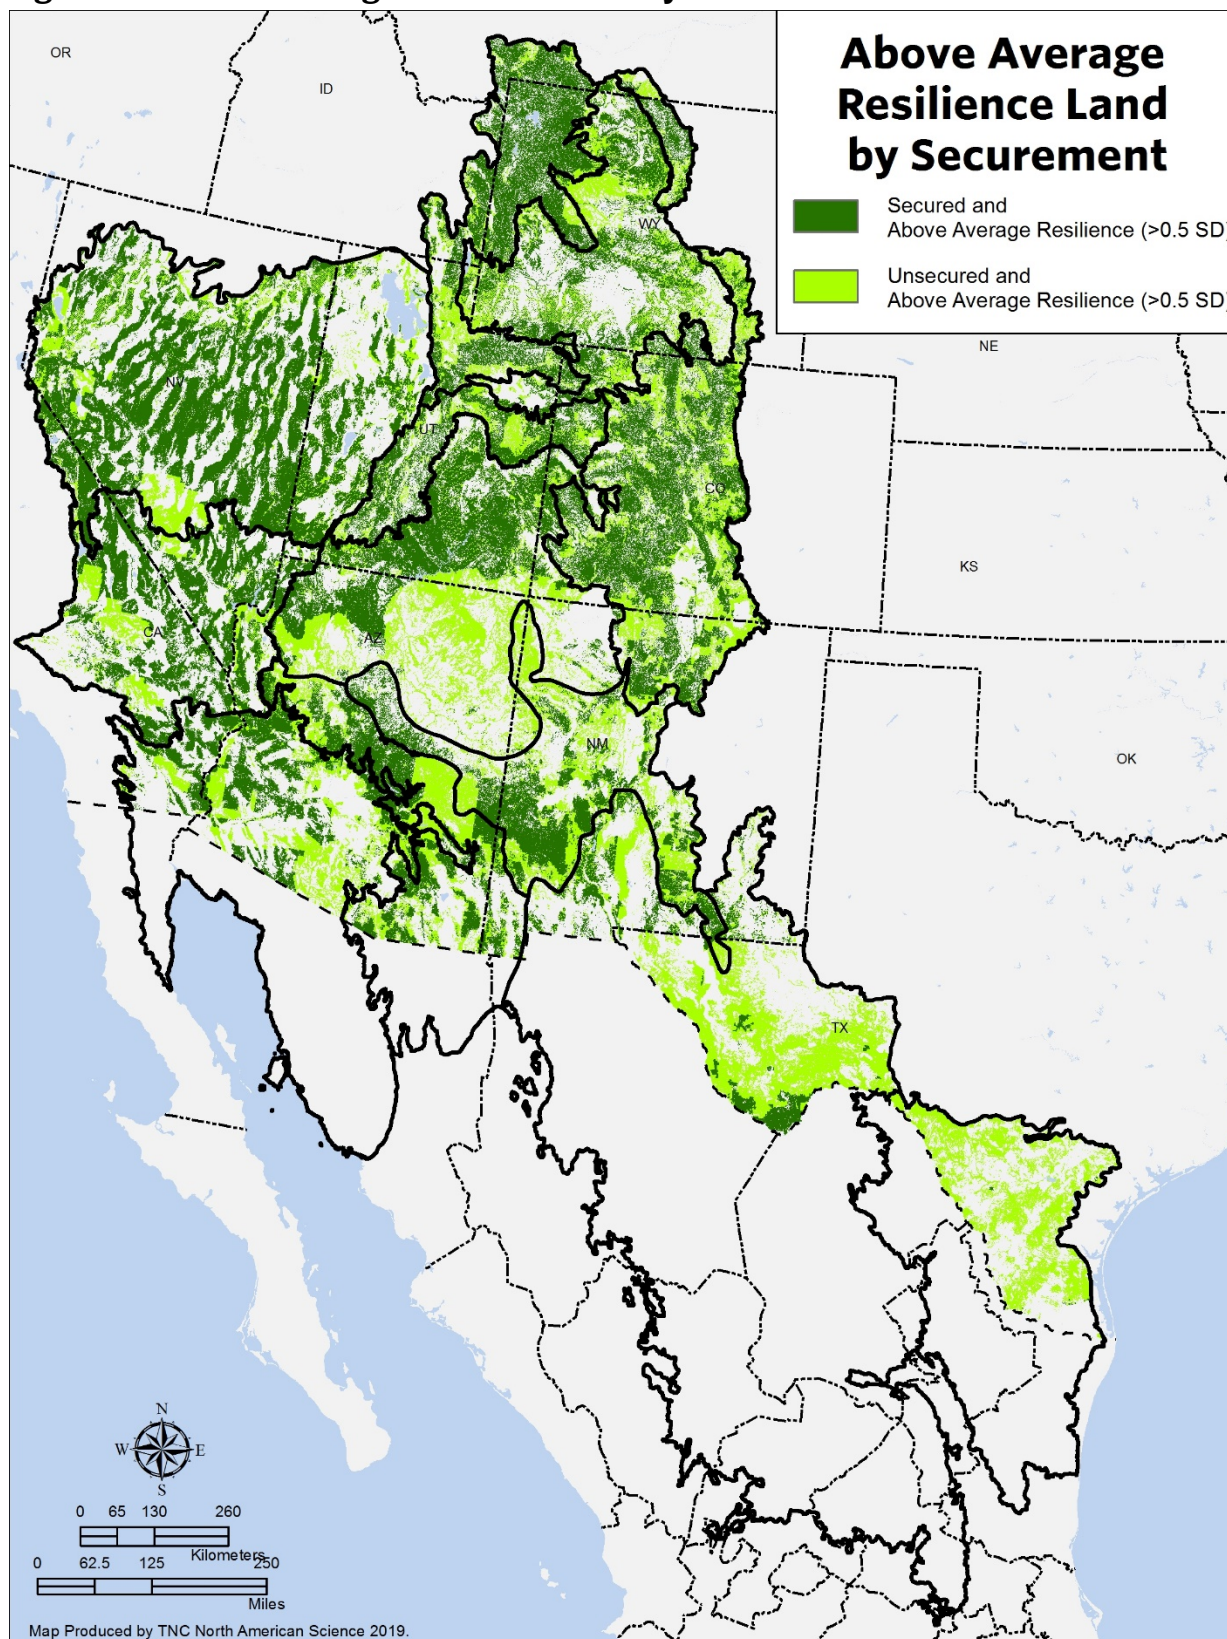 Above Average
Resilience Land
by Securement
Secured and
Above Average Resilience (>0.5 SD)
Unsecured and
Above Average Resilience (>0.5 SD)
OR
ID
WY
NE
NV
UT
CO
KS
CA
AZ
NM
OK
TX
N
W E
S
0 65 130 260
Kilometers
0 62.5 125 250
Miles
Map Produced by TNC North American Science 2019.